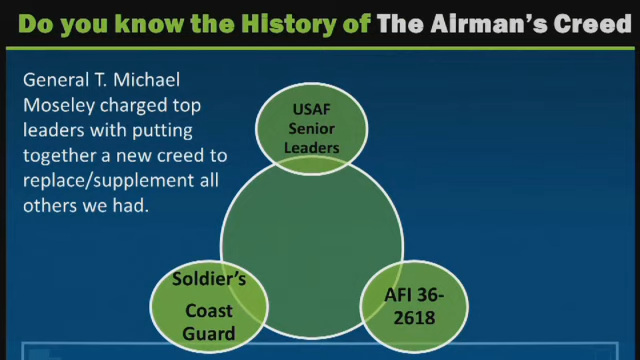 Do you know the History of The Airman's Creed
General T. Michael
Moseley charged top
leaders with putting
together a new creed to
replace/supplement all
others we had.
USAF
Senior
Leaders
Soldier's
Coast
Guard
AFI 36-
2618